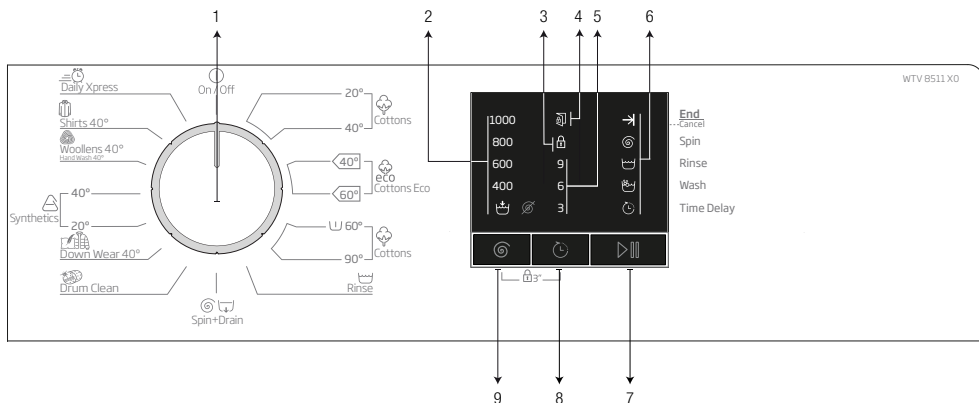 1 2 3 4 5 6
WTV 8511 X0
Daily Xpress
On / Off
20°
40°
Cottons
Shirts 40°
Woollens 40°
Hand Wash 40°
40°
60°
eco
Cottons Eco
Synthetics
40°
20°
60°
90°
Cottons
Down Wear 40°
Drum Clean
Spin+Drain
Rinse
1000
800
600
400
9
6
3
End
Cancel
Spin
Rinse
Wash
Time Delay
3"
9 8 7